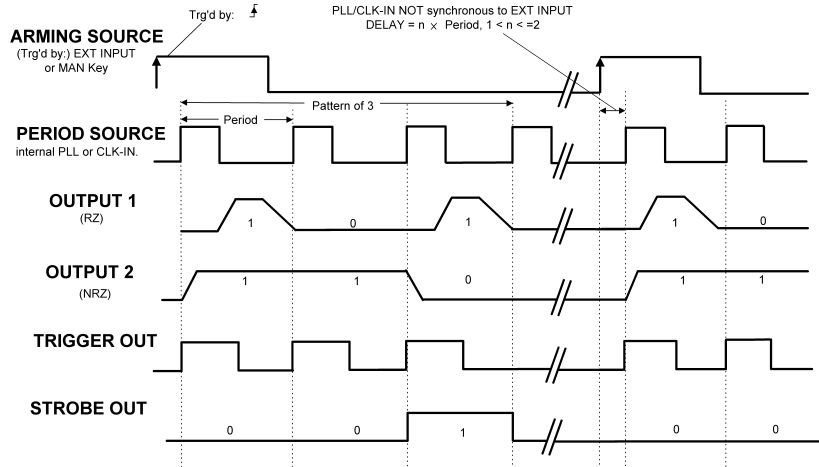 Trg'd by:
PLL/CLK-IN NOT synchronous to EXT INPUT
DELAY = n × Period, 1 < n <=2
ARMING SOURCE
(Trg'd by:) EXT INPUT
or MAN Key
Pattern of 3
Period
PERIOD SOURCE
internal PLL or CLK-IN.
OUTPUT 1
(RZ)
1 0 1 1 0
OUTPUT 2
(NRZ)
1 1 0 1 1
TRIGGER OUT
STROBE OUT
0 0 1 0 0